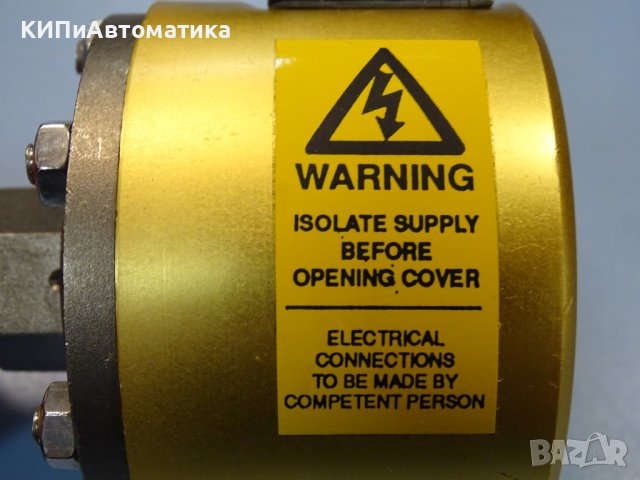 КИПиАвтоматика
WARNING
ISOLATE SUPPLY
BEFORE
OPENING COVER
ELECTRICAL
CONNECTIONS
TO BE MADE BY
COMPETENT PERSON
BAZAR